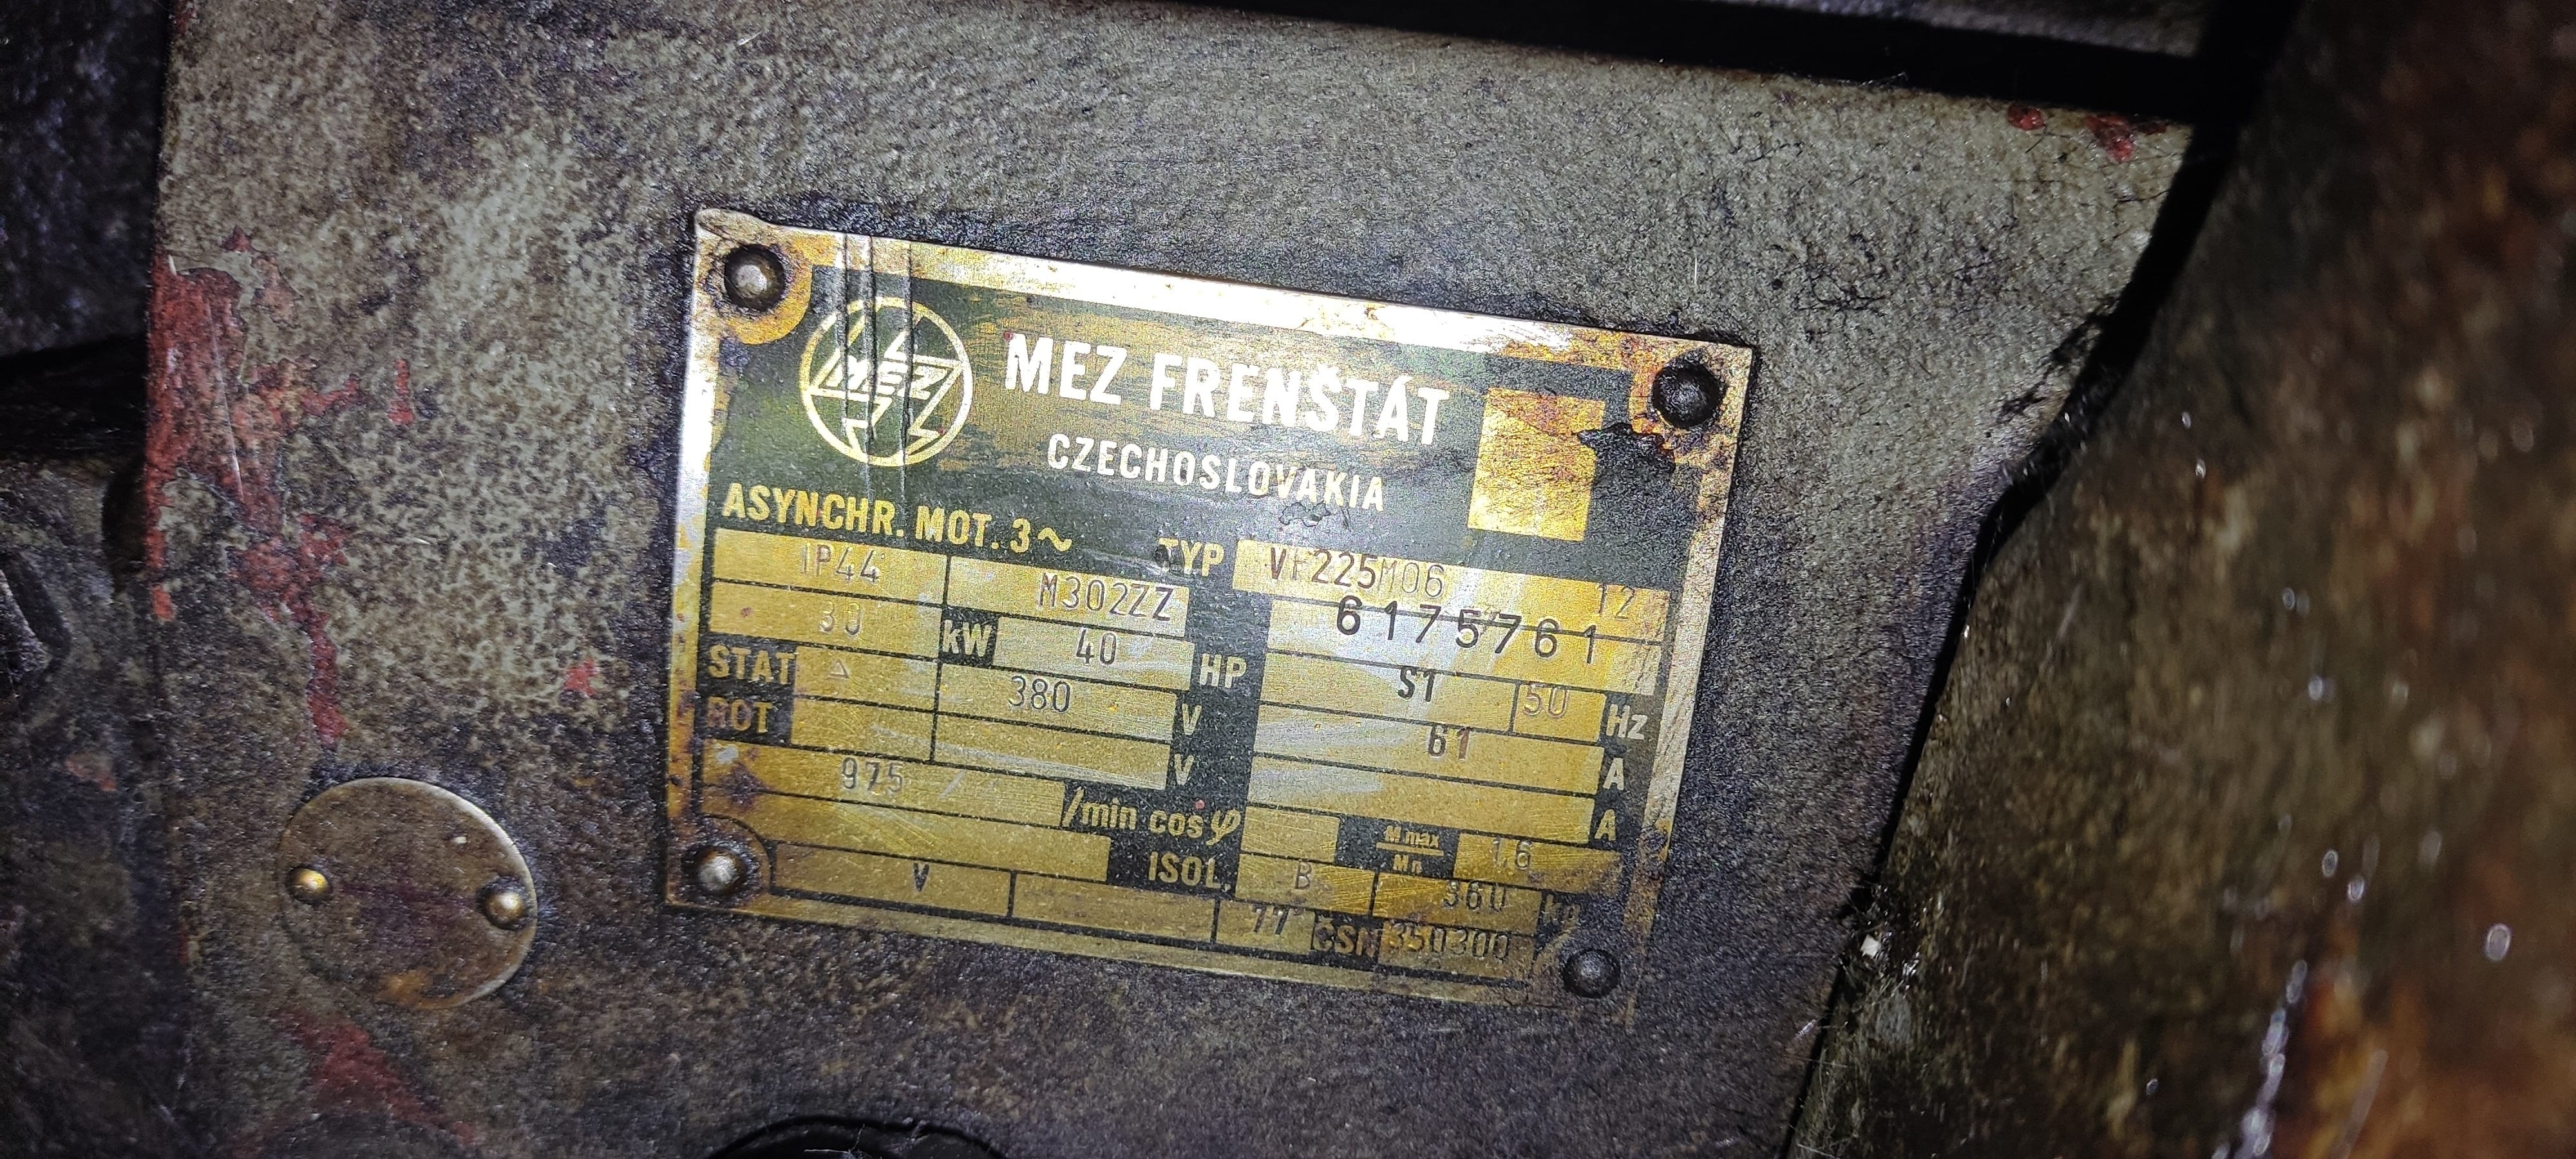 MEZ
MEZ FRENŠTÁT
CZECHOSLOVAKIA
ASYNCHR. MOT. 3~ TYP VF225M06 12
IP44 M302ZZ 6175761
30 kW 40 HP S1 50 Hz
STAT △ 380 V 61 A
ROT V A
975 /min cos φ M max / Mn 1,6
ISOL. B 360
V 77 ČSN 350300